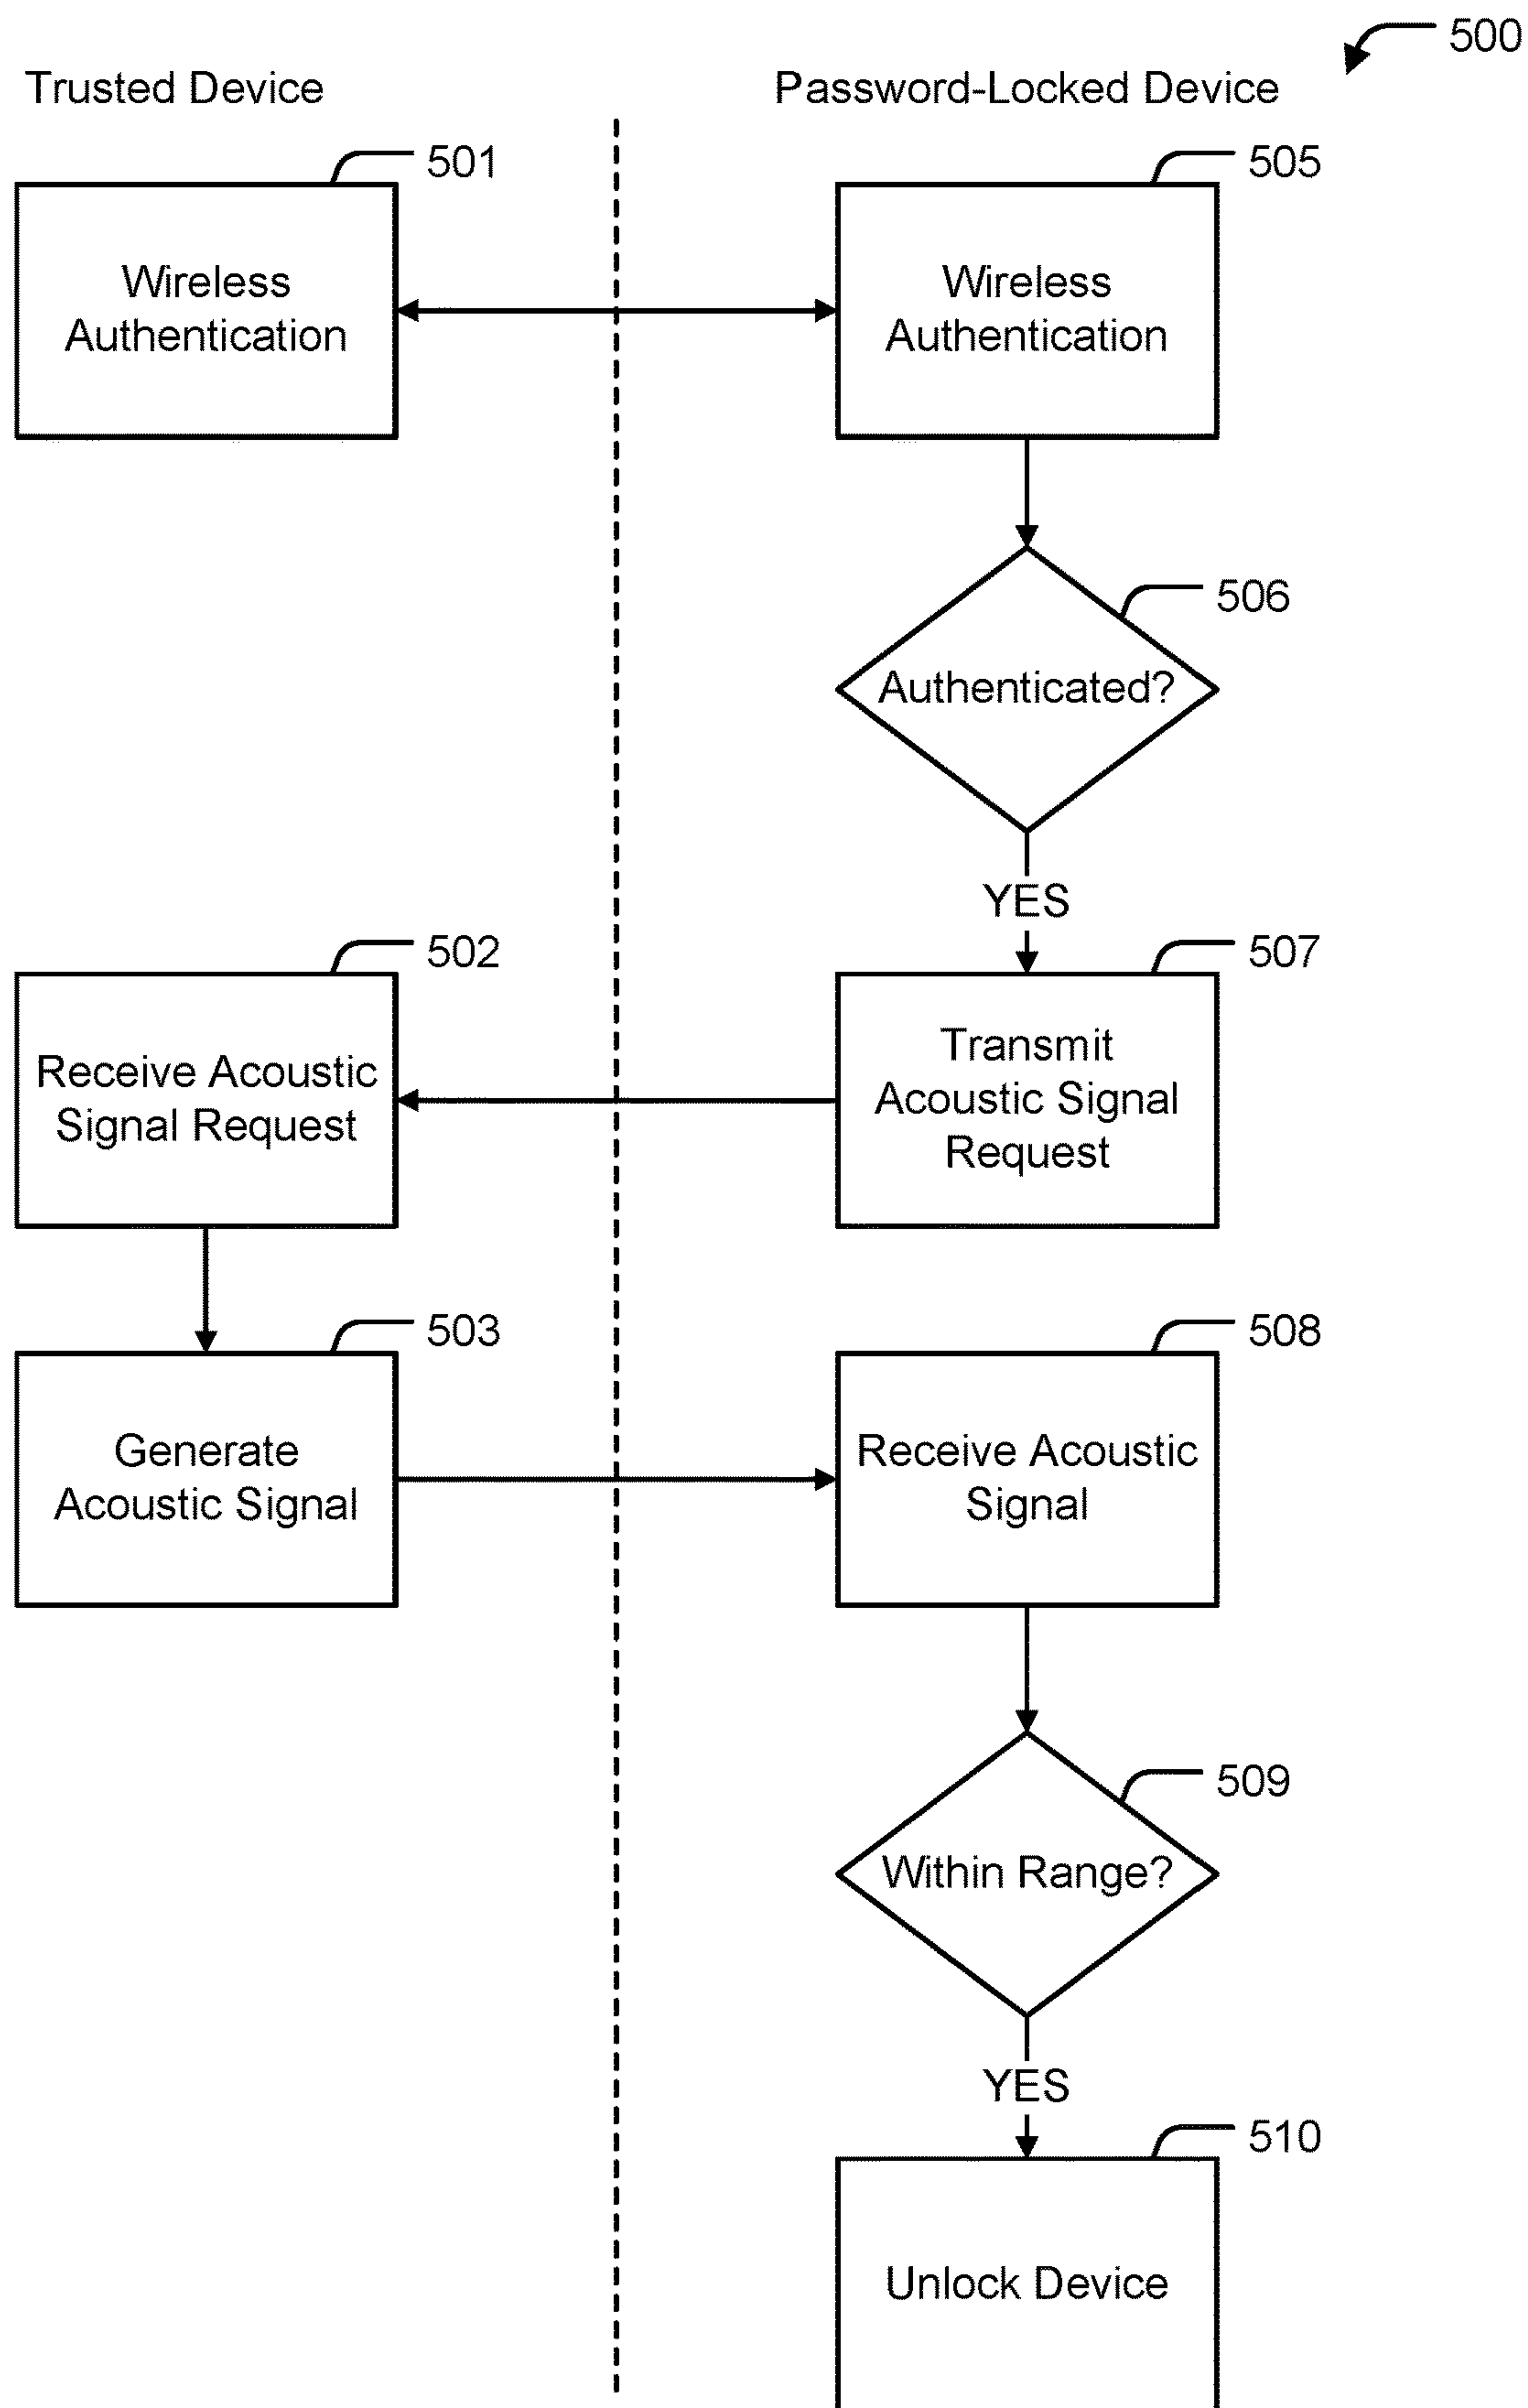 500
Trusted Device
Password-Locked Device
501
505
Wireless
Authentication
Wireless
Authentication
506
Authenticated?
YES
502
507
Receive Acoustic
Signal Request
Transmit
Acoustic Signal
Request
503
508
Generate
Acoustic Signal
Receive Acoustic
Signal
509
Within Range?
YES
510
Unlock Device